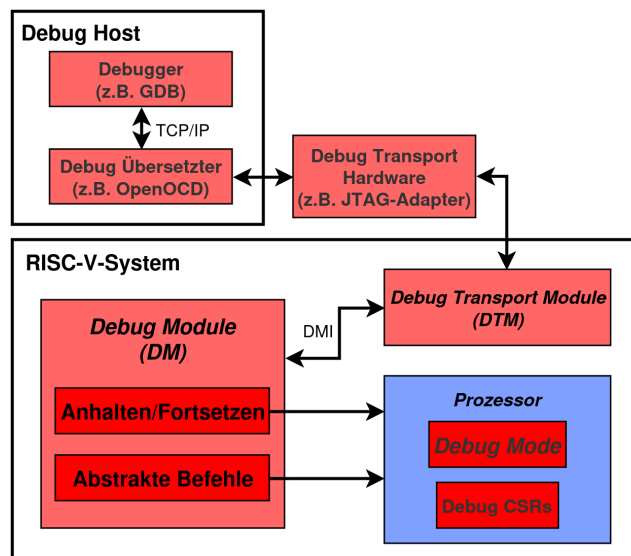 Debug Host
Debugger
(z.B. GDB)
TCP/IP
Debug Übersetzter
(z.B. OpenOCD)
Debug Transport
Hardware
(z.B. JTAG-Adapter)
RISC-V-System
Debug Transport Module
(DTM)
DMI
Debug Module
(DM)
Anhalten/Fortsetzen
Abstrakte Befehle
Prozessor
Debug Mode
Debug CSRs